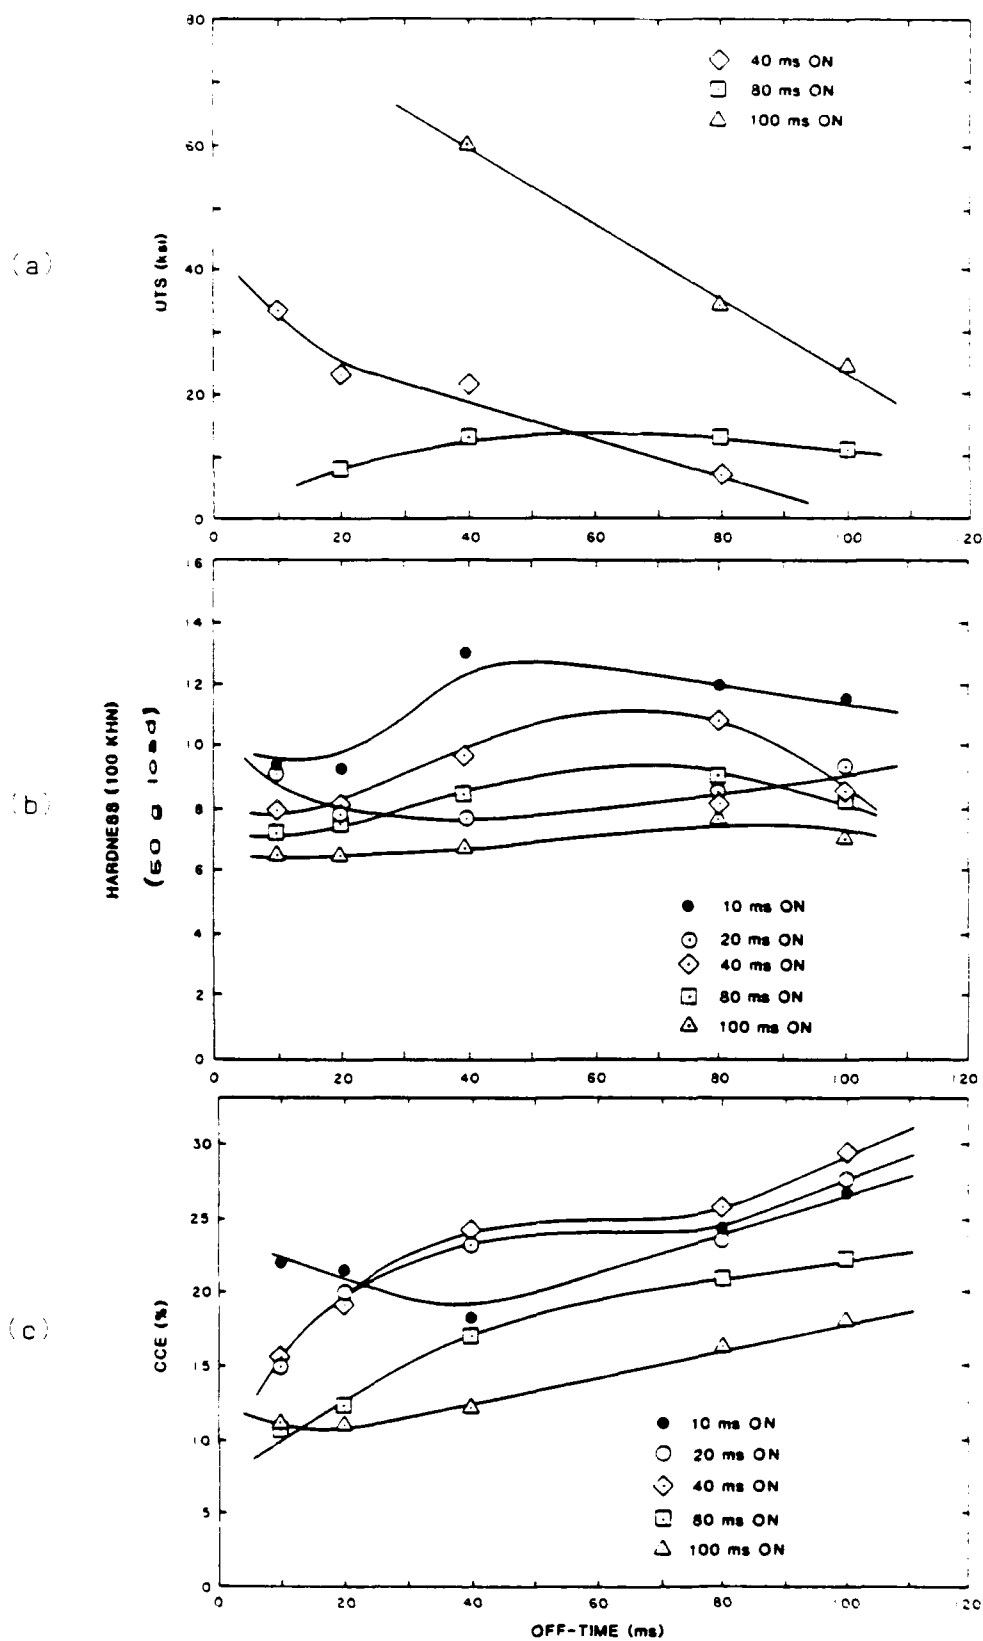 (a)
UTS (ksi)
80
60
40
20
0
40 ms ON
80 ms ON
100 ms ON
0 20 40 60 80 100 120
(b)
HARDNESS (100 KHN)
(50 g load)
16
14
12
10
8
6
4
2
0
10 ms ON
20 ms ON
40 ms ON
80 ms ON
100 ms ON
0 20 40 60 80 100 120
(c)
CCE (%)
30
25
20
15
10
5
0
10 ms ON
20 ms ON
40 ms ON
80 ms ON
100 ms ON
0 20 40 60 80 100 120
OFF-TIME (ms)